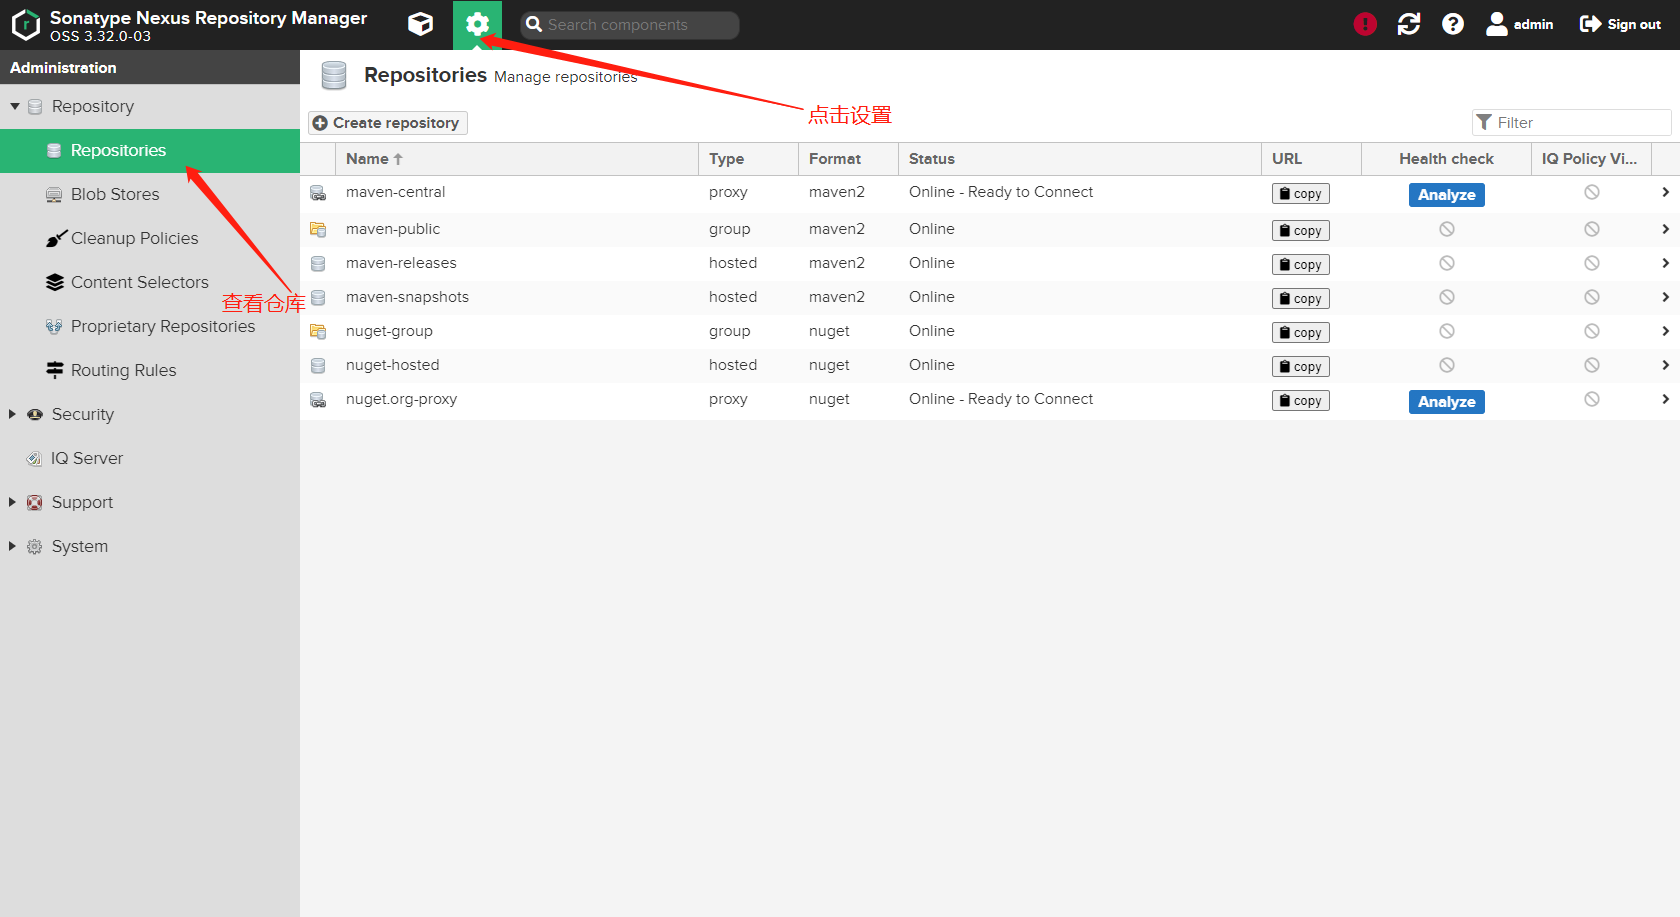 Sonatype Nexus Repository Manager
OSS 3.32.0-03
Search components
admin
Sign out
Administration
Repository
Repositories
Blob Stores
Cleanup Policies
Content Selectors
Proprietary Repositories
Routing Rules
Security
IQ Server
Support
System
查看仓库
Repositories Manage repositories
点击设置
Create repository
Filter
Name Type Format Status URL Health check IQ Policy Vi...
maven-central proxy maven2 Online - Ready to Connect copy Analyze
maven-public group maven2 Online copy
maven-releases hosted maven2 Online copy
maven-snapshots hosted maven2 Online copy
nuget-group group nuget Online copy
nuget-hosted hosted nuget Online copy
nuget.org-proxy proxy nuget Online - Ready to Connect copy Analyze